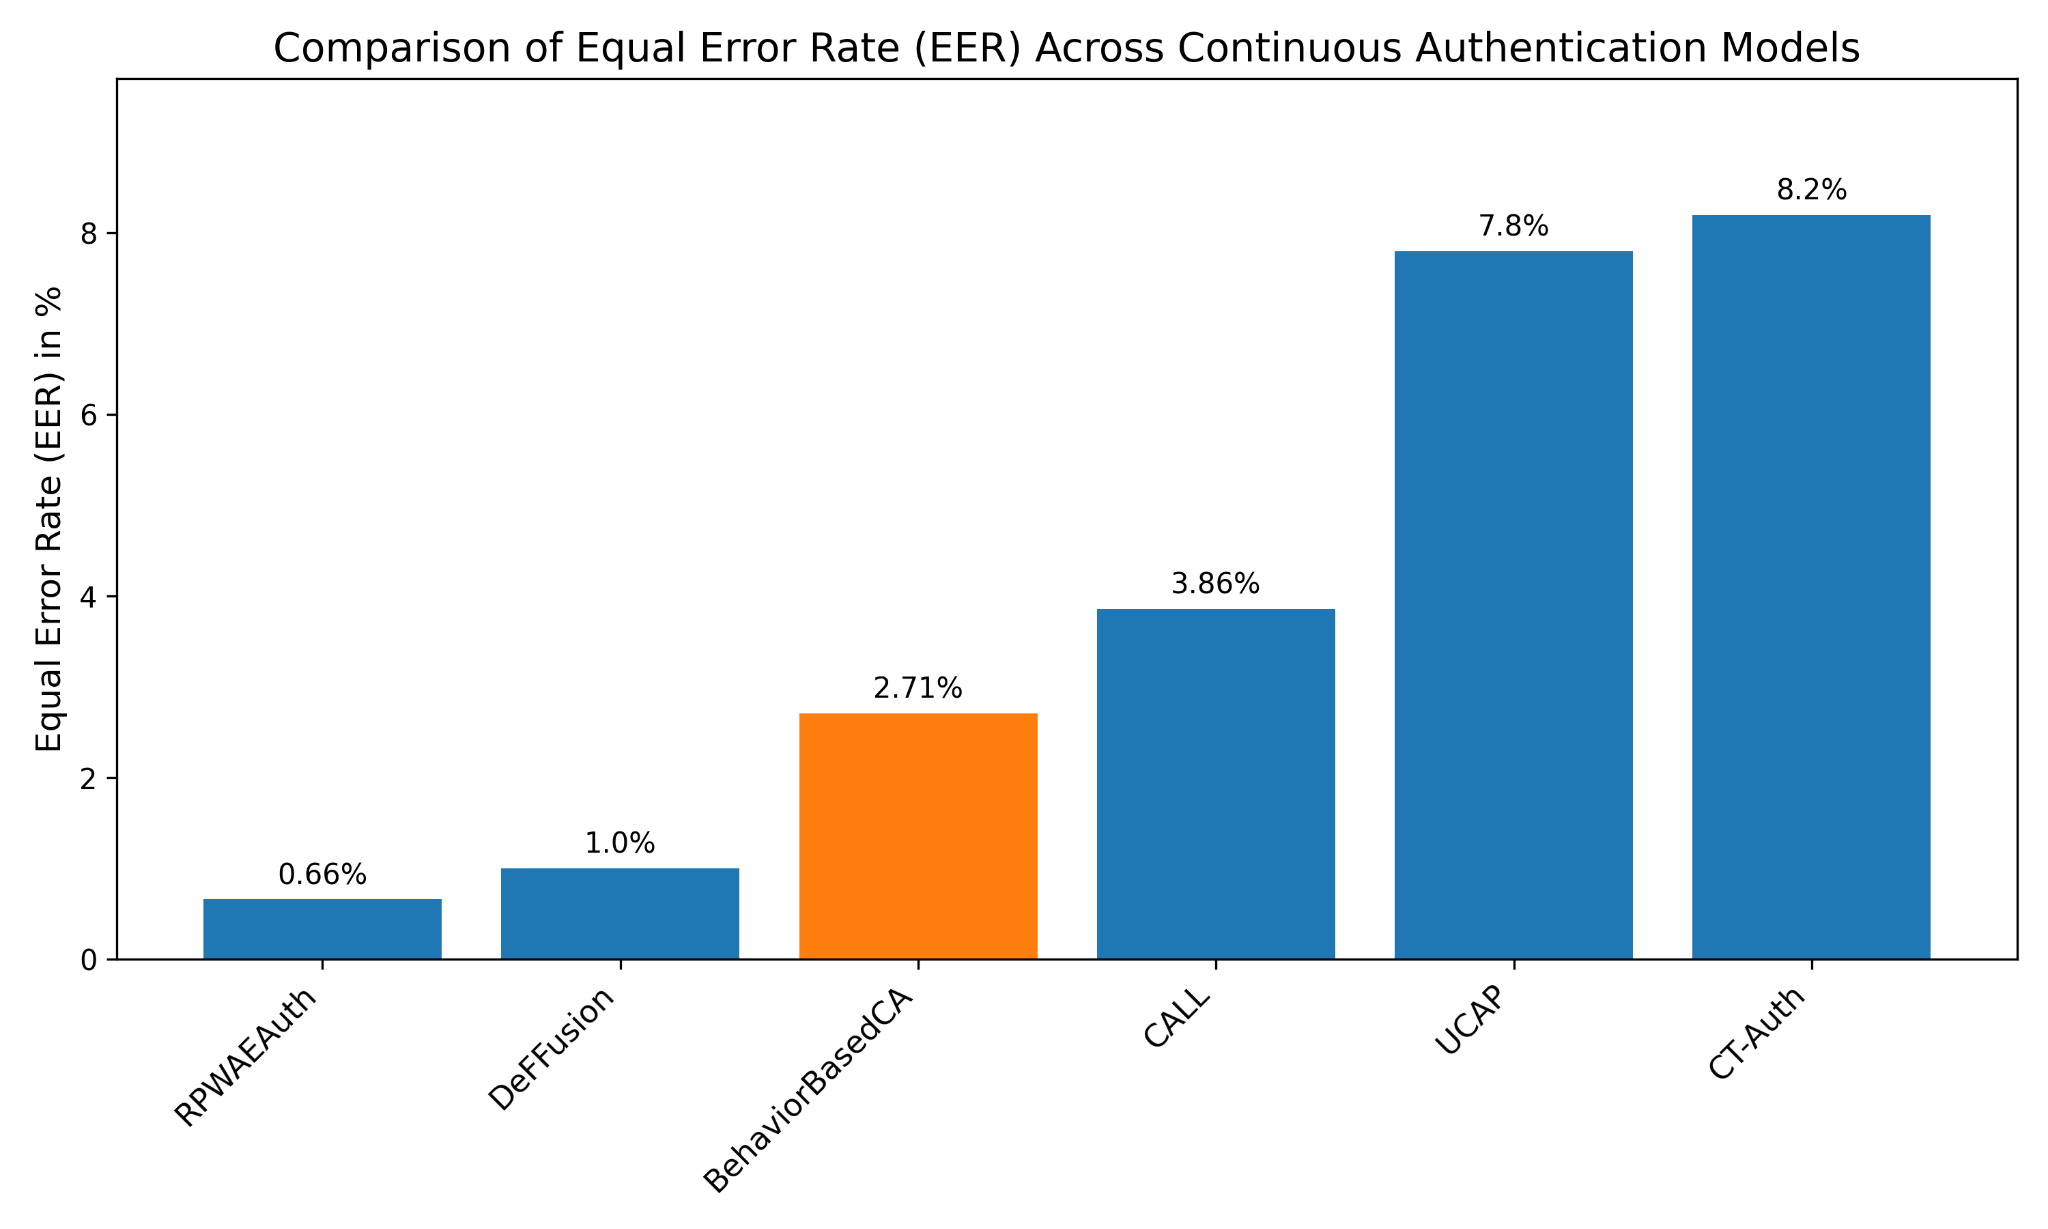 Comparison of Equal Error Rate (EER) Across Continuous Authentication Models
Equal Error Rate (EER) in %
8
6
4
2
0
0.66%
1.0%
2.71%
3.86%
7.8%
8.2%
RPWAEAuth
DeFFusion
BehaviorBasedCA
CALL
UCAP
CT-Auth